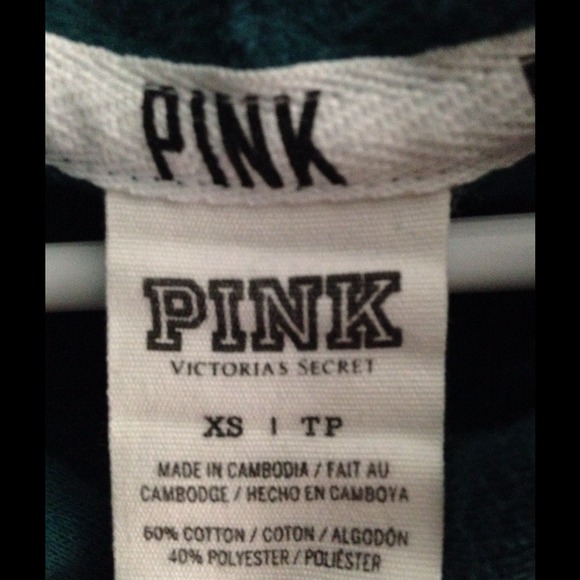 PINK
PINK
VICTORIA'S SECRET
XS | TP
MADE IN CAMBODIA / FAIT AU
CAMBODGE / HECHO EN CAMBOYA
60% COTTON / COTON / ALGODÓN
40% POLYESTER / POLIÉSTER